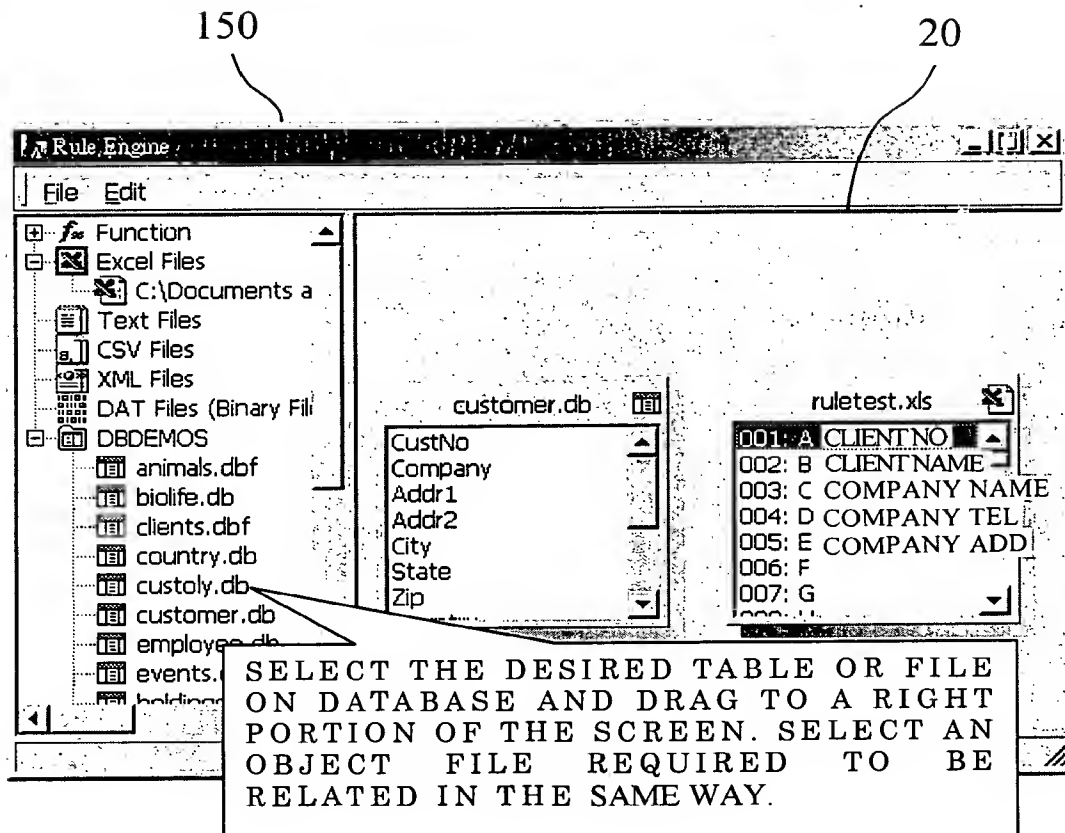 150
20
Rule Engine
File Edit
Function
Excel Files
C:\Documents a
Text Files
CSV Files
XML Files
DAT Files (Binary Fil
DBDEMOS
animals.dbf
biolife.db
clients.dbf
country.db
custoly.db
customer.db
employee.db
events.
holdings
customer.db
CustNo
Company
Addr1
Addr2
City
State
Zip
ruletest.xls
001: A CLIENT NO
002: B CLIENT NAME
003: C COMPANY NAME
004: D COMPANY TEL
005: E COMPANY ADD
006: F
007: G
SELECT THE DESIRED TABLE OR FILE
ON DATABASE AND DRAG TO A RIGHT
PORTION OF THE SCREEN. SELECT AN
OBJECT FILE REQUIRED TO BE
RELATED IN THE SAME WAY.